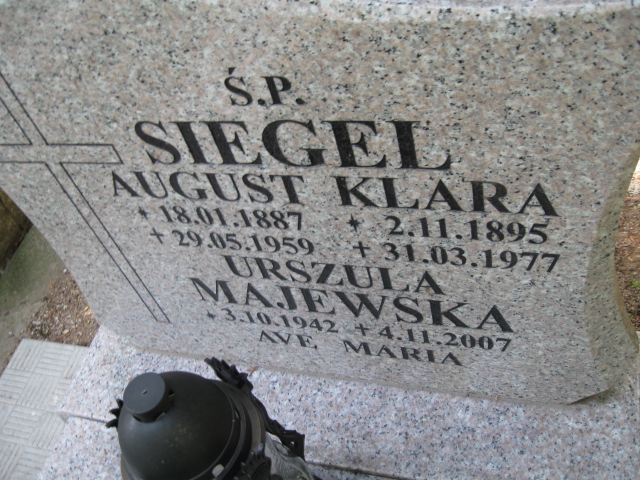 Ś.P.
SIEGEL
AUGUST KLARA
* 18.01.1887 * 2.11.1895
+ 29.05.1959 + 31.03.1977
URSZULA
MAJEWSKA
* 3.10.1942 + 4.11.2007
AVE MARIA